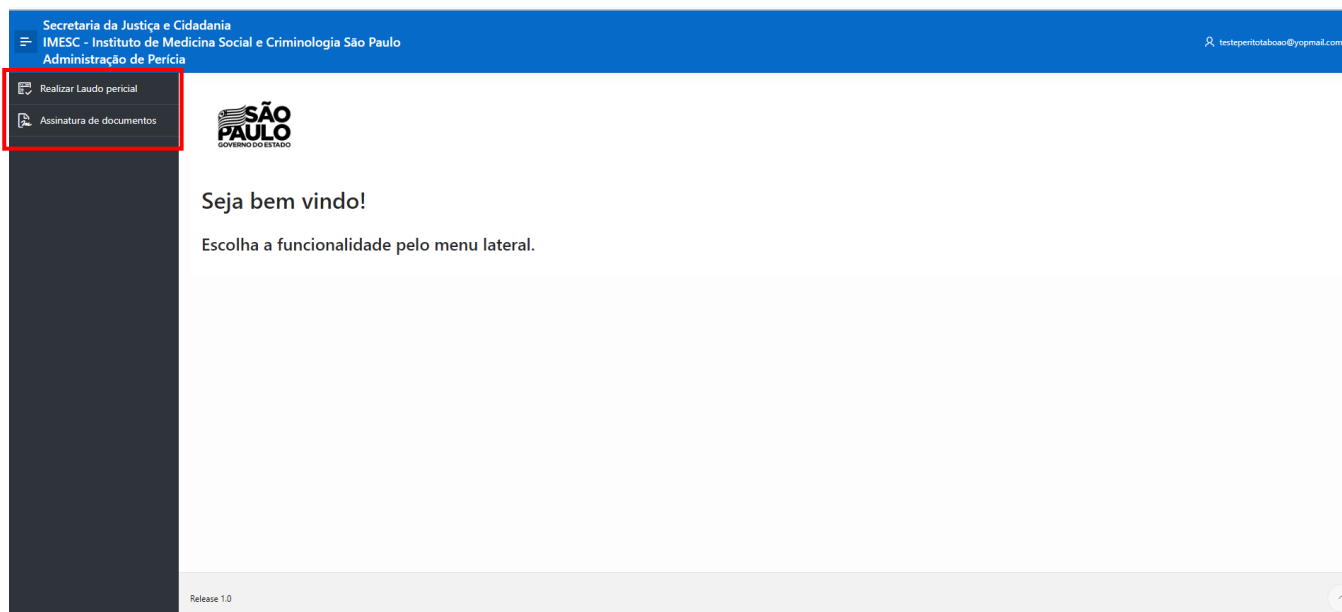 Secretaria da Justiça e Cidadania
IMESC - Instituto de Medicina Social e Criminologia São Paulo
Administração de Perícia
testeperitotaboao@yopmail.com
Realizar Laudo pericial
Assinatura de documentos
SÃO
PAULO
GOVERNO DO ESTADO
Seja bem vindo!
Escolha a funcionalidade pelo menu lateral.
Release 1.0